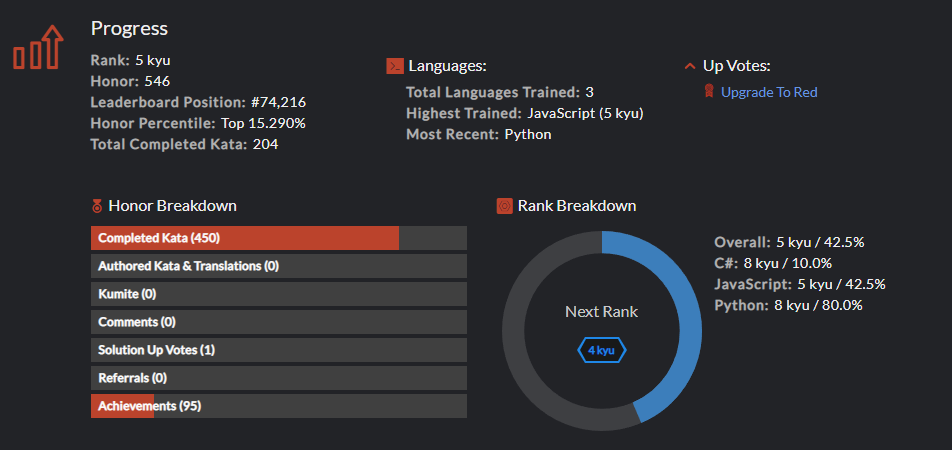 Progress
Rank: 5 kyu
Honor: 546
Leaderboard Position: #74,216
Honor Percentile: Top 15.290%
Total Completed Kata: 204
Languages:
Total Languages Trained: 3
Highest Trained: JavaScript (5 kyu)
Most Recent: Python
Up Votes:
Upgrade To Red
Honor Breakdown
Completed Kata (450)
Authored Kata & Translations (0)
Kumite (0)
Comments (0)
Solution Up Votes (1)
Referrals (0)
Achievements (95)
Rank Breakdown
Next Rank
4 kyu
Overall: 5 kyu / 42.5%
C#: 8 kyu / 10.0%
JavaScript: 5 kyu / 42.5%
Python: 8 kyu / 80.0%